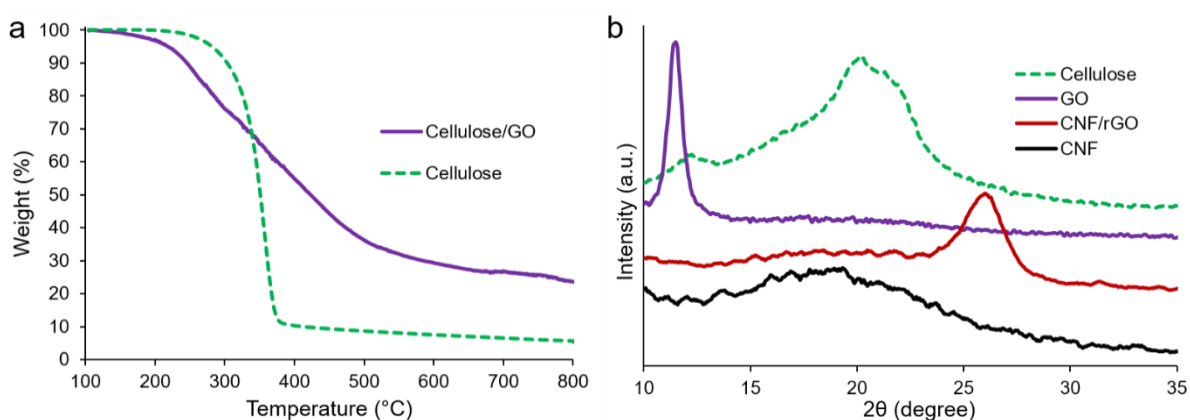 a
100
90
80
70
60
50
40
30
20
10
0
Weight (%)
100 200 300 400 500 600 700 800
Temperature (°C)
Cellulose/GO
Cellulose
b
Intensity (a.u.)
10 15 20 25 30 35
2θ (degree)
Cellulose
GO
CNF/rGO
CNF